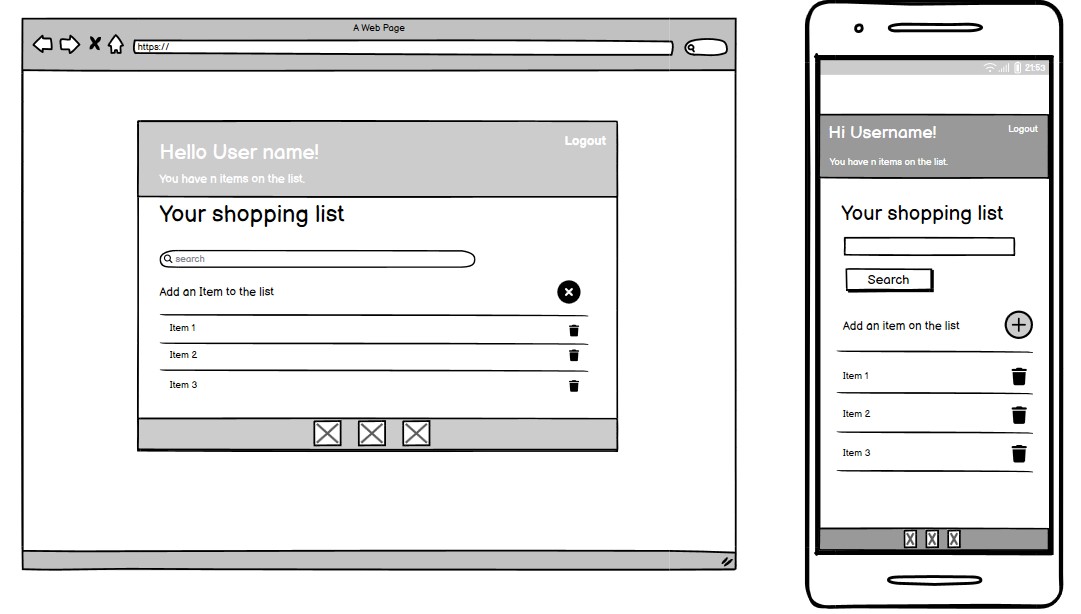 A Web Page
https://
Hello User name!
Logout
You have n items on the list.
Your shopping list
search
Add an Item to the list
Item 1
Item 2
Item 3
21:53
Hi Username!
Logout
You have n items on the list.
Your shopping list
Search
Add an item on the list
Item 1
Item 2
Item 3